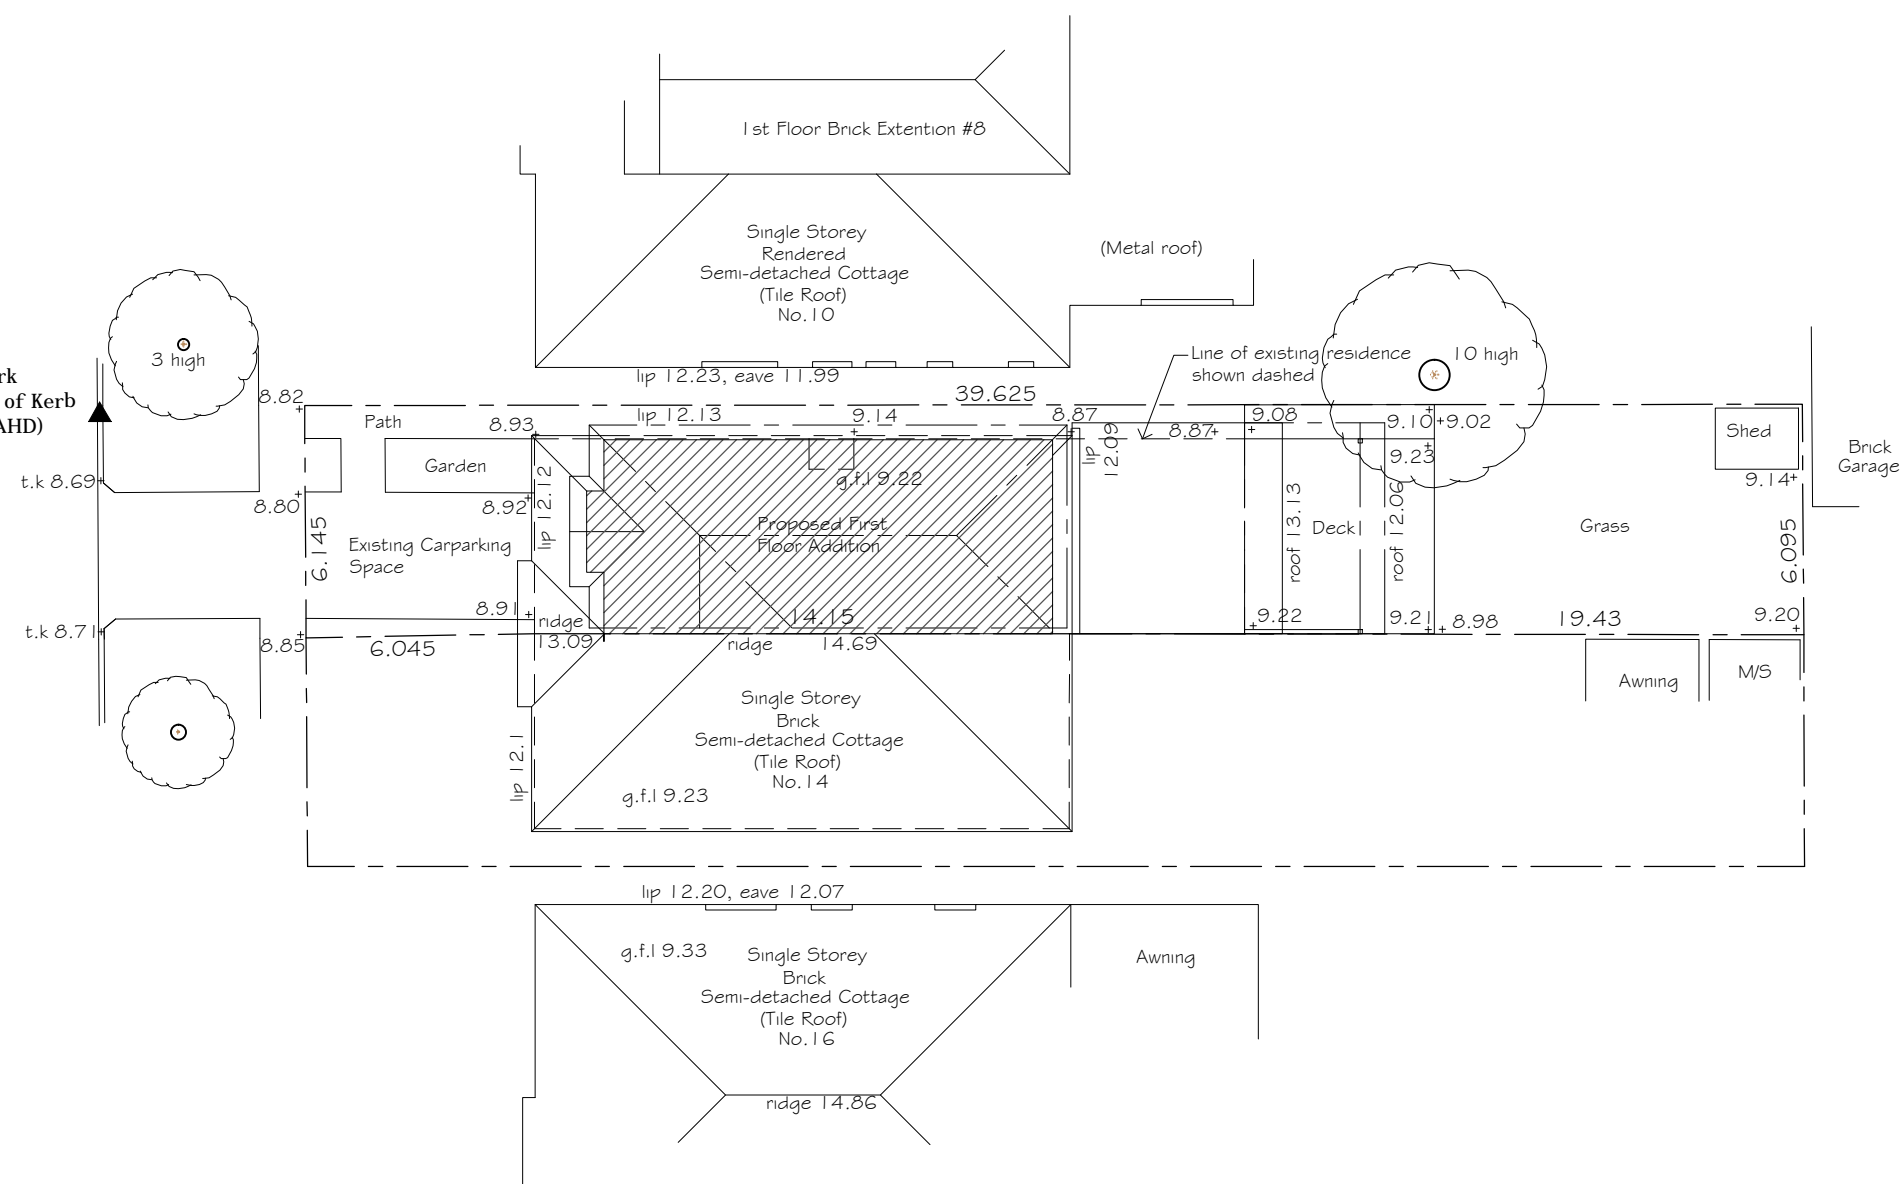 1st Floor Brick Extention #8
Single Storey
Rendered
Semi-detached Cottage
(Tile Roof)
No.10
(Metal roof)
3 high
rk
of Kerb
AHD)
8.82
lip 12.23, eave 11.99
39.625
Line of existing residence
shown dashed
10 high
Path
8.93
lip 12.13
9.14
8.87
lip
12.09
8.87
9.08
9.10
9.02
9.23
Shed
9.14
Brick
Garage
Garden
t.k 8.69
8.80
8.92
lip 12.12
g.f.l 9.22
6.145
Existing Carparking
Space
Proposed First
Floor Addition
roof 13.13
Deck
roof 12.06
Grass
6.095
t.k 8.71
8.85
6.045
8.91
ridge
13.09
14.15
ridge
14.69
9.22
9.21
8.98
19.43
9.20
Awning
M/S
Single Storey
Brick
Semi-detached Cottage
(Tile Roof)
No.14
lip 12.1
g.f.l 9.23
lip 12.20, eave 12.07
g.f.l 9.33
Single Storey
Brick
Semi-detached Cottage
(Tile Roof)
No.16
Awning
ridge 14.86